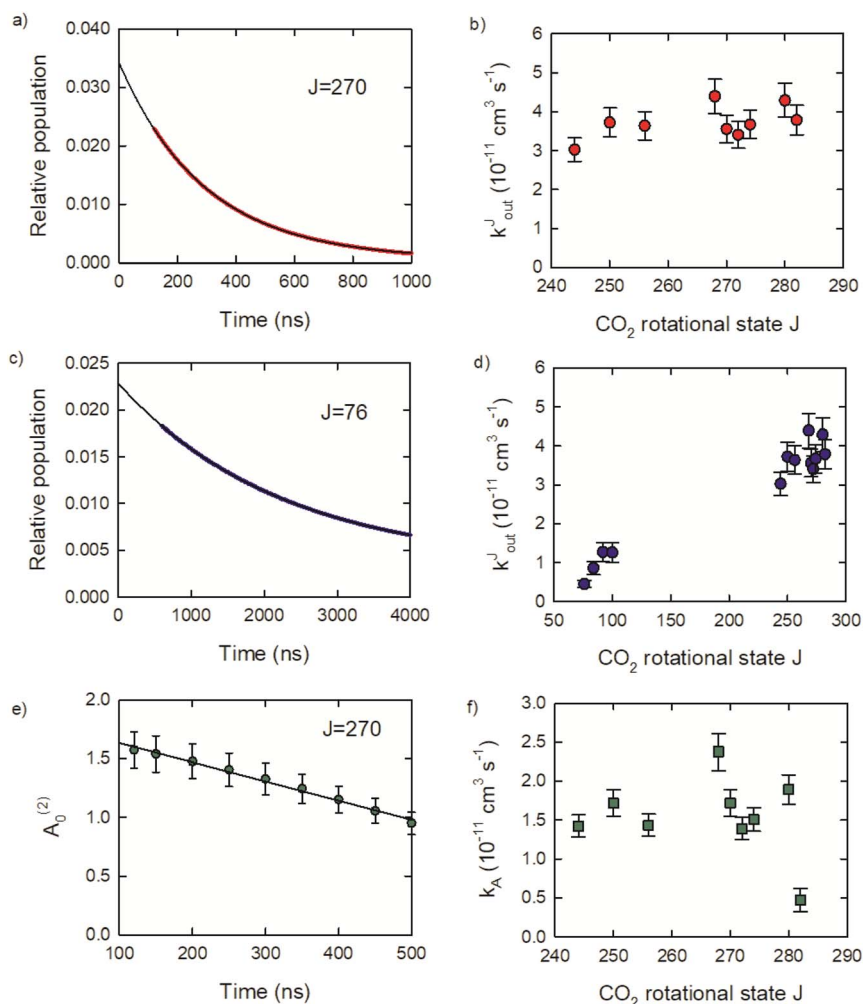 a)
Relative population
0.040
0.030
0.020
0.010
0.000
J=270
0 200 400 600 800 1000
Time (ns)
b)
k^J_out (10^-11 cm^3 s^-1)
6
5
4
3
2
1
0
240 250 260 270 280 290
CO_2 rotational state J
c)
Relative population
0.025
0.020
0.015
0.010
0.005
0.000
J=76
0 1000 2000 3000 4000
Time (ns)
d)
k^J_out (10^-11 cm^3 s^-1)
6
5
4
3
2
1
0
50 100 150 200 250 300
CO_2 rotational state J
e)
A_0^(2)
2.0
1.5
1.0
0.5
0.0
J=270
100 200 300 400 500
Time (ns)
f)
k_A (10^-11 cm^3 s^-1)
3.0
2.5
2.0
1.5
1.0
0.5
0.0
240 250 260 270 280 290
CO_2 rotational state J